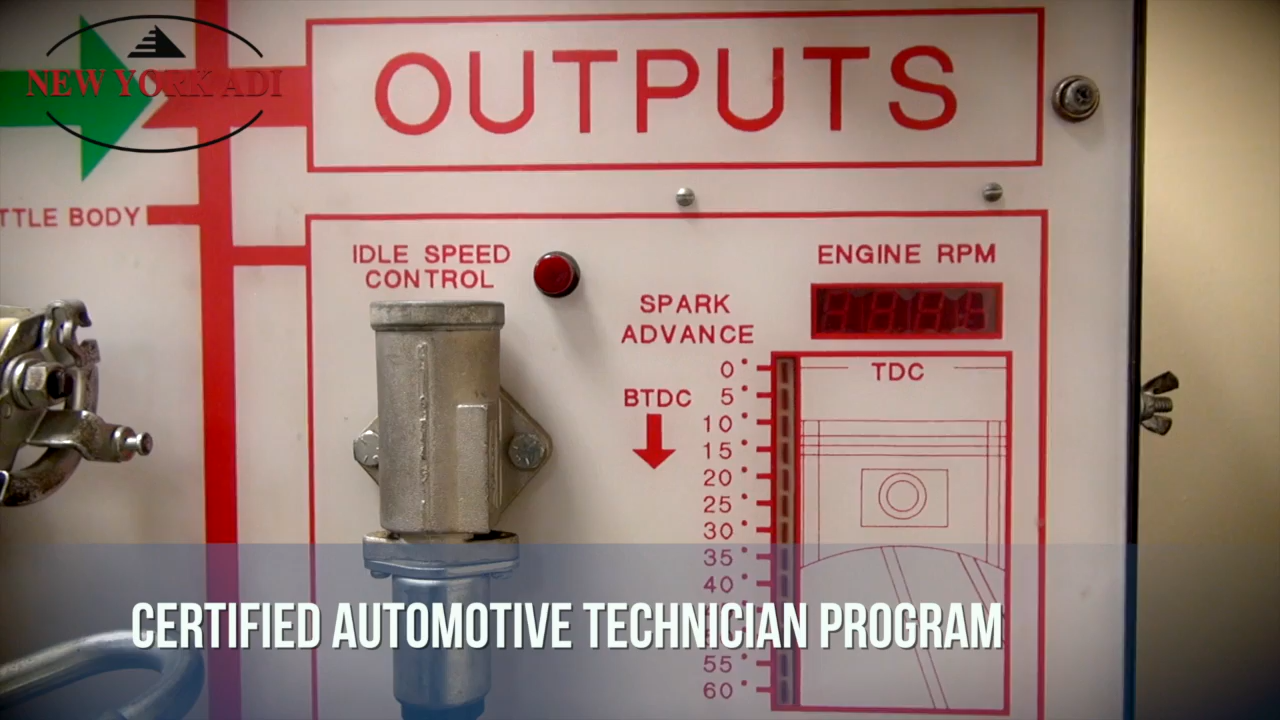 NEW YORK ADI
OUTPUTS
TTLE BODY
IDLE SPEED
CONTROL
ENGINE RPM
SPARK
ADVANCE
TDC
BTDC
0°
5°
10°
15°
20°
25°
30°
35°
40°
55°
60°
CERTIFIED AUTOMOTIVE TECHNICIAN PROGRAM